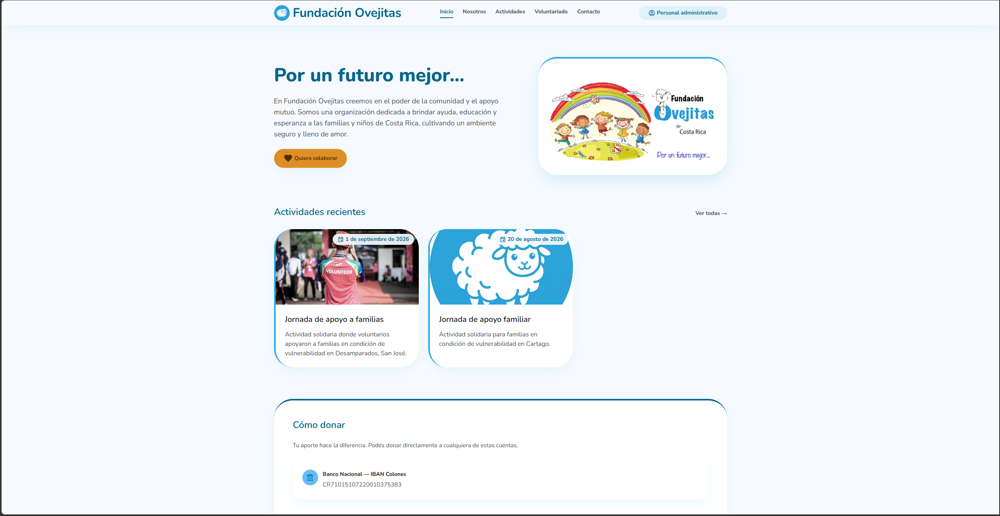 Fundación Ovejitas
Inicio
Nosotros
Actividades
Voluntariado
Contacto
Personal administrativo
Por un futuro mejor...
En Fundación Ovejitas creemos en el poder de la comunidad y el apoyo
mutuo. Somos una organización dedicada a brindar ayuda, educación y
esperanza a las familias y niños de Costa Rica, cultivando un ambiente
seguro y lleno de amor.
Quiero colaborar
Fundación
Ovejitas
de
Costa Rica
Por un futuro mejor...
Actividades recientes
Ver todas →
1 de septiembre de 2026
VOLUNTEER
Jornada de apoyo a familias
Actividad solidaria donde voluntarios
apoyaron a familias en condición de
vulnerabilidad en Desamparados, San José.
20 de agosto de 2026
Jornada de apoyo familiar
Actividad solidaria para familias en
condición de vulnerabilidad en Cartago.
Cómo donar
Tu aporte hace la diferencia. Podés donar directamente a cualquiera de estas cuentas.
Banco Nacional — IBAN Colones
CR71015107220010375383